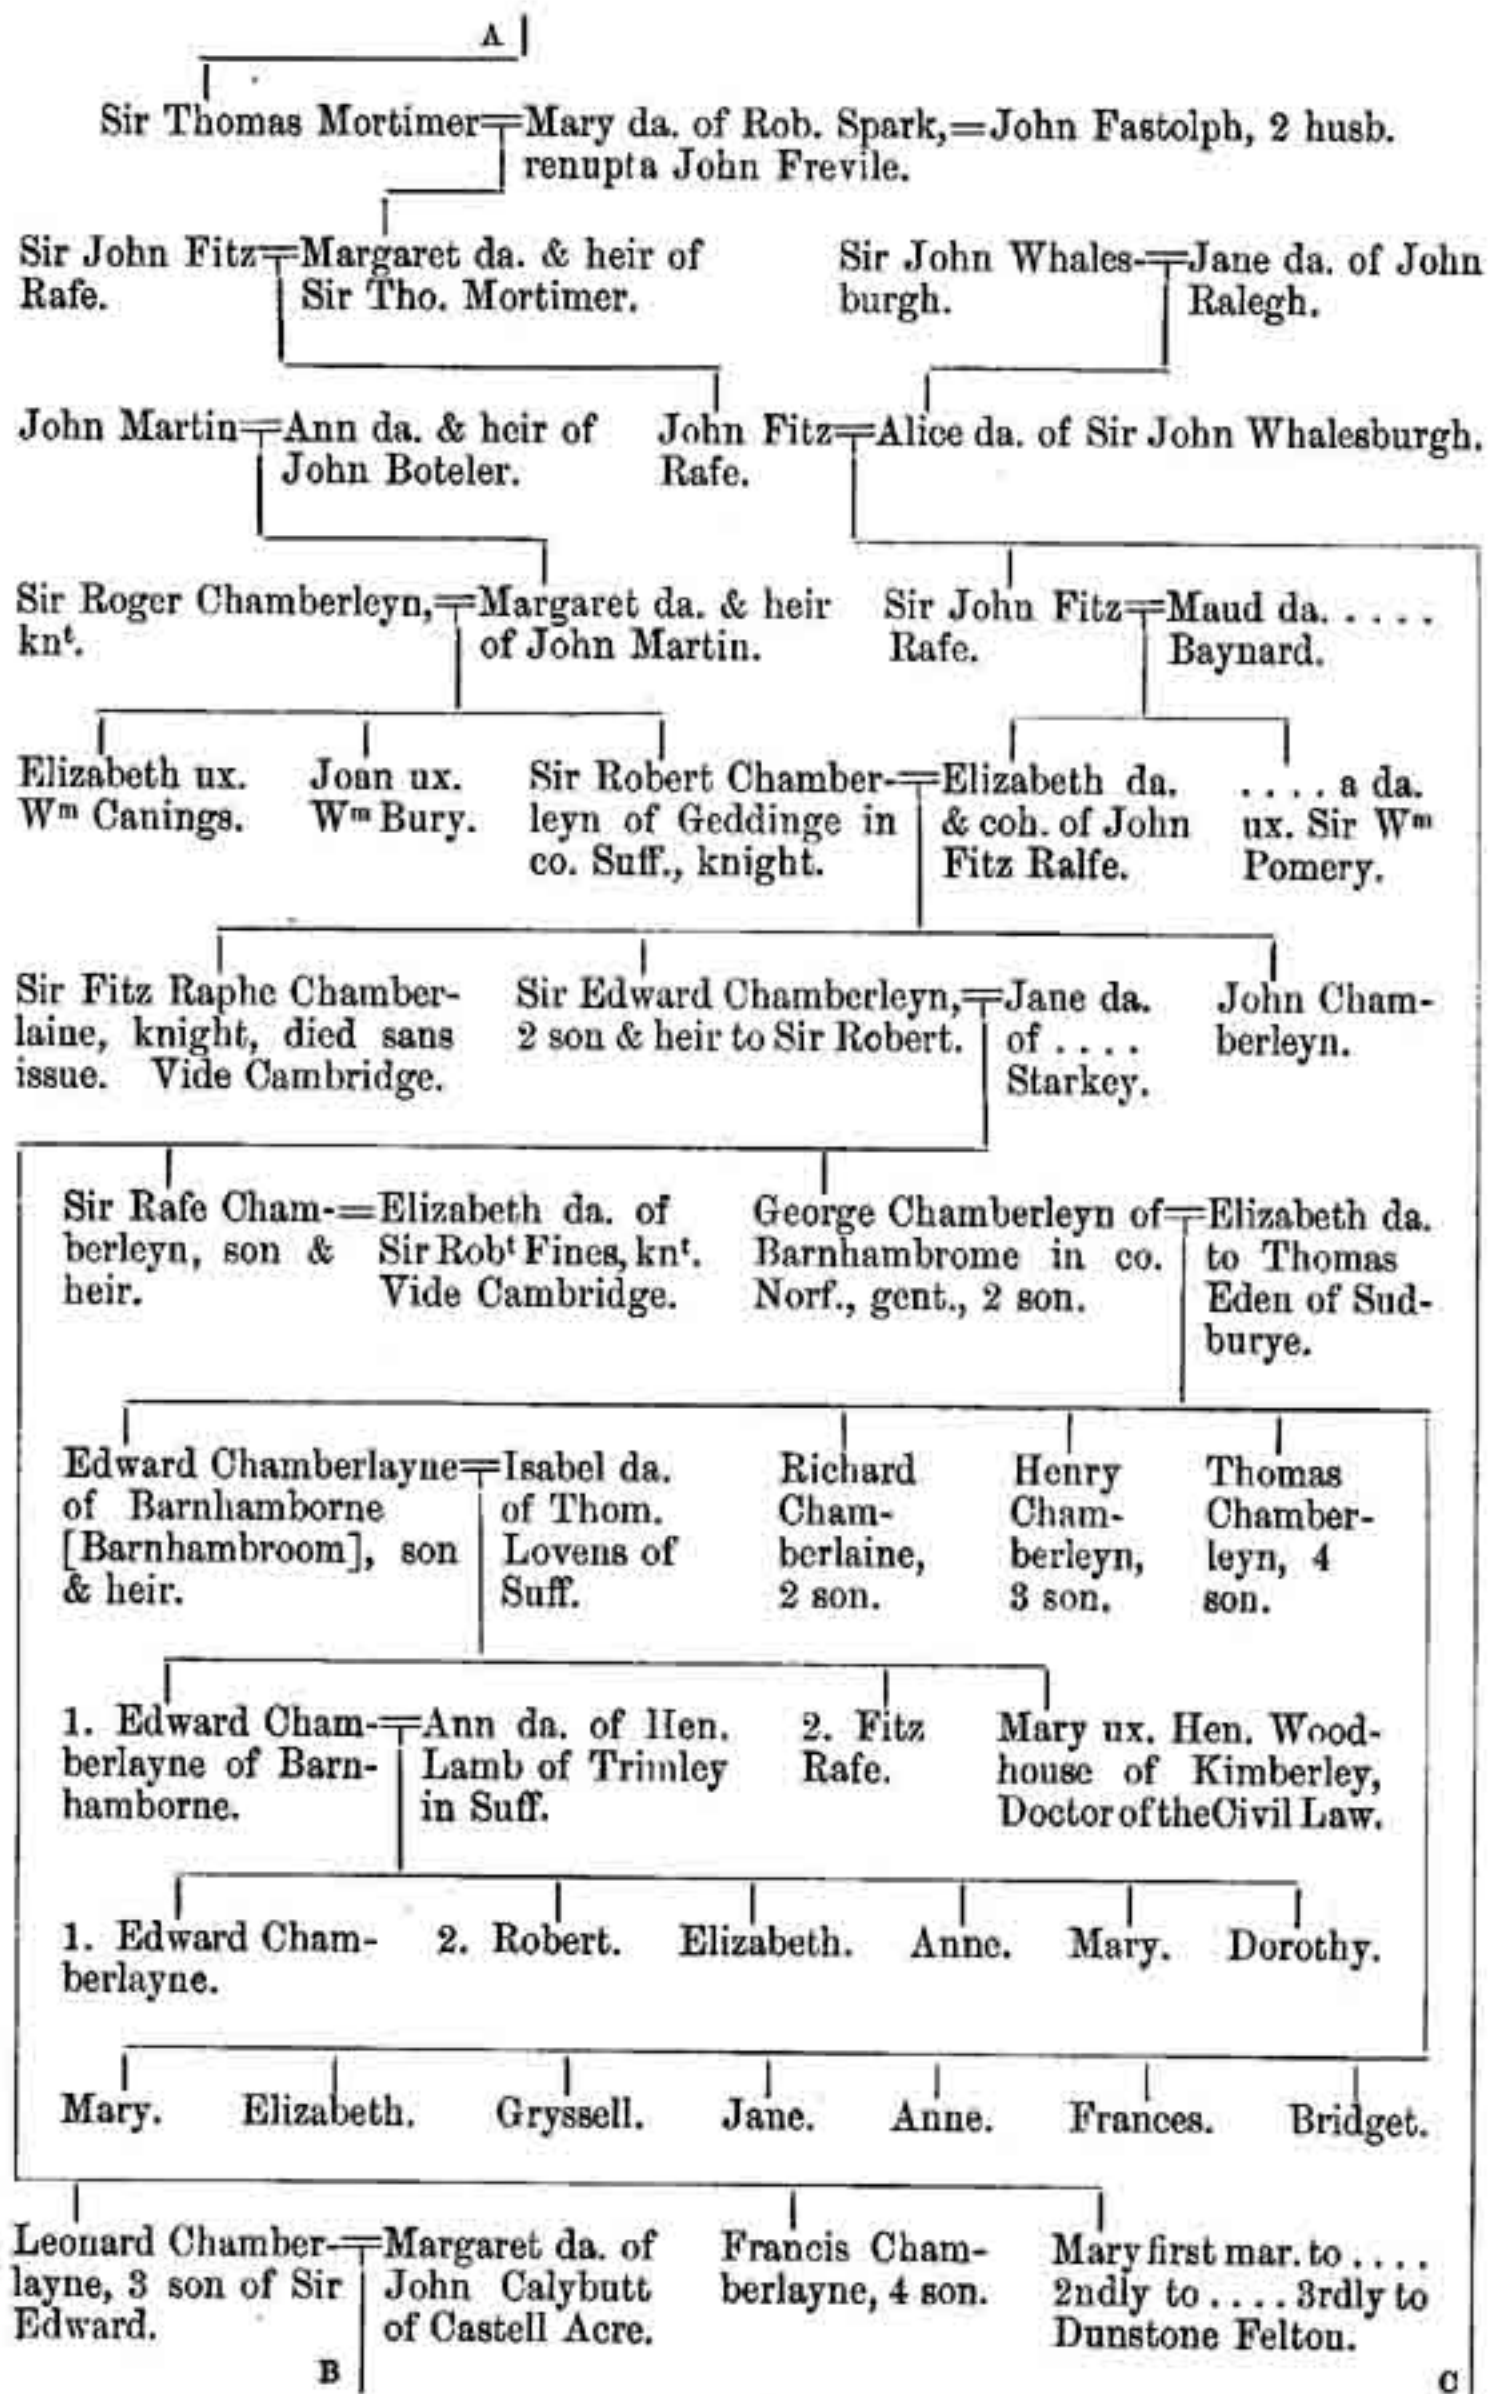 A
Sir Thomas Mortimer=Mary da. of Rob. Spark,=John Fastolph, 2 husb.
renupta John Frevile.
Sir John Fitz=Margaret da. & heir of
Rafe.
Sir Tho. Mortimer.
Sir John Whales-=Jane da. of John
burgh.
Ralegh.
John Martin=Ann da. & heir of
John Boteler.
John Fitz=Alice da. of Sir John Whalesburgh.
Rafe.
Sir Roger Chamberleyn,=Margaret da. & heir
knᵗ.
of John Martin.
Sir John Fitz=Maud da. . . . .
Rafe.
Baynard.
Elizabeth ux.
Wᵐ Canings.
Joan ux.
Wᵐ Bury.
Sir Robert Chamber-=Elizabeth da.
leyn of Geddinge in
co. Suff., knight.
& coh. of John
Fitz Ralfe.
. . . . a da.
ux. Sir Wᵐ
Pomery.
Sir Fitz Raphe Chamber-
laine, knight, died sans
issue. Vide Cambridge.
Sir Edward Chamberleyn,=Jane da.
2 son & heir to Sir Robert.
of . . . .
Starkey.
John Cham-
berleyn.
Sir Rafe Cham-=Elizabeth da. of
berleyn, son &
heir.
Sir Robᵗ Fines, knᵗ.
Vide Cambridge.
George Chamberleyn of=Elizabeth da.
Barnhambrome in co.
Norf., gent., 2 son.
to Thomas
Eden of Sud-
burye.
Edward Chamberlayne=Isabel da.
of Barnhamborne
[Barnhambroom], son
& heir.
of Thom.
Lovens of
Suff.
Richard
Cham-
berlaine,
2 son.
Henry
Cham-
berleyn,
3 son.
Thomas
Chamber-
leyn, 4
son.
1. Edward Cham-=Ann da. of Hen.
berlayne of Barn-
hamborne.
Lamb of Trimley
in Suff.
2. Fitz
Rafe.
Mary ux. Hen. Wood-
house of Kimberley,
Doctor of the Civil Law.
1. Edward Cham-
berlayne.
2. Robert.
Elizabeth.
Anne.
Mary.
Dorothy.
Mary.
Elizabeth.
Gryssell.
Jane.
Anne.
Frances.
Bridget.
Leonard Chamber-=Margaret da. of
layne, 3 son of Sir
Edward.
John Calybutt
of Castell Acre.
Francis Cham-
berlayne, 4 son.
Mary first mar. to . . . .
2ndly to . . . . 3rdly to
Dunstone Felton.
B
C